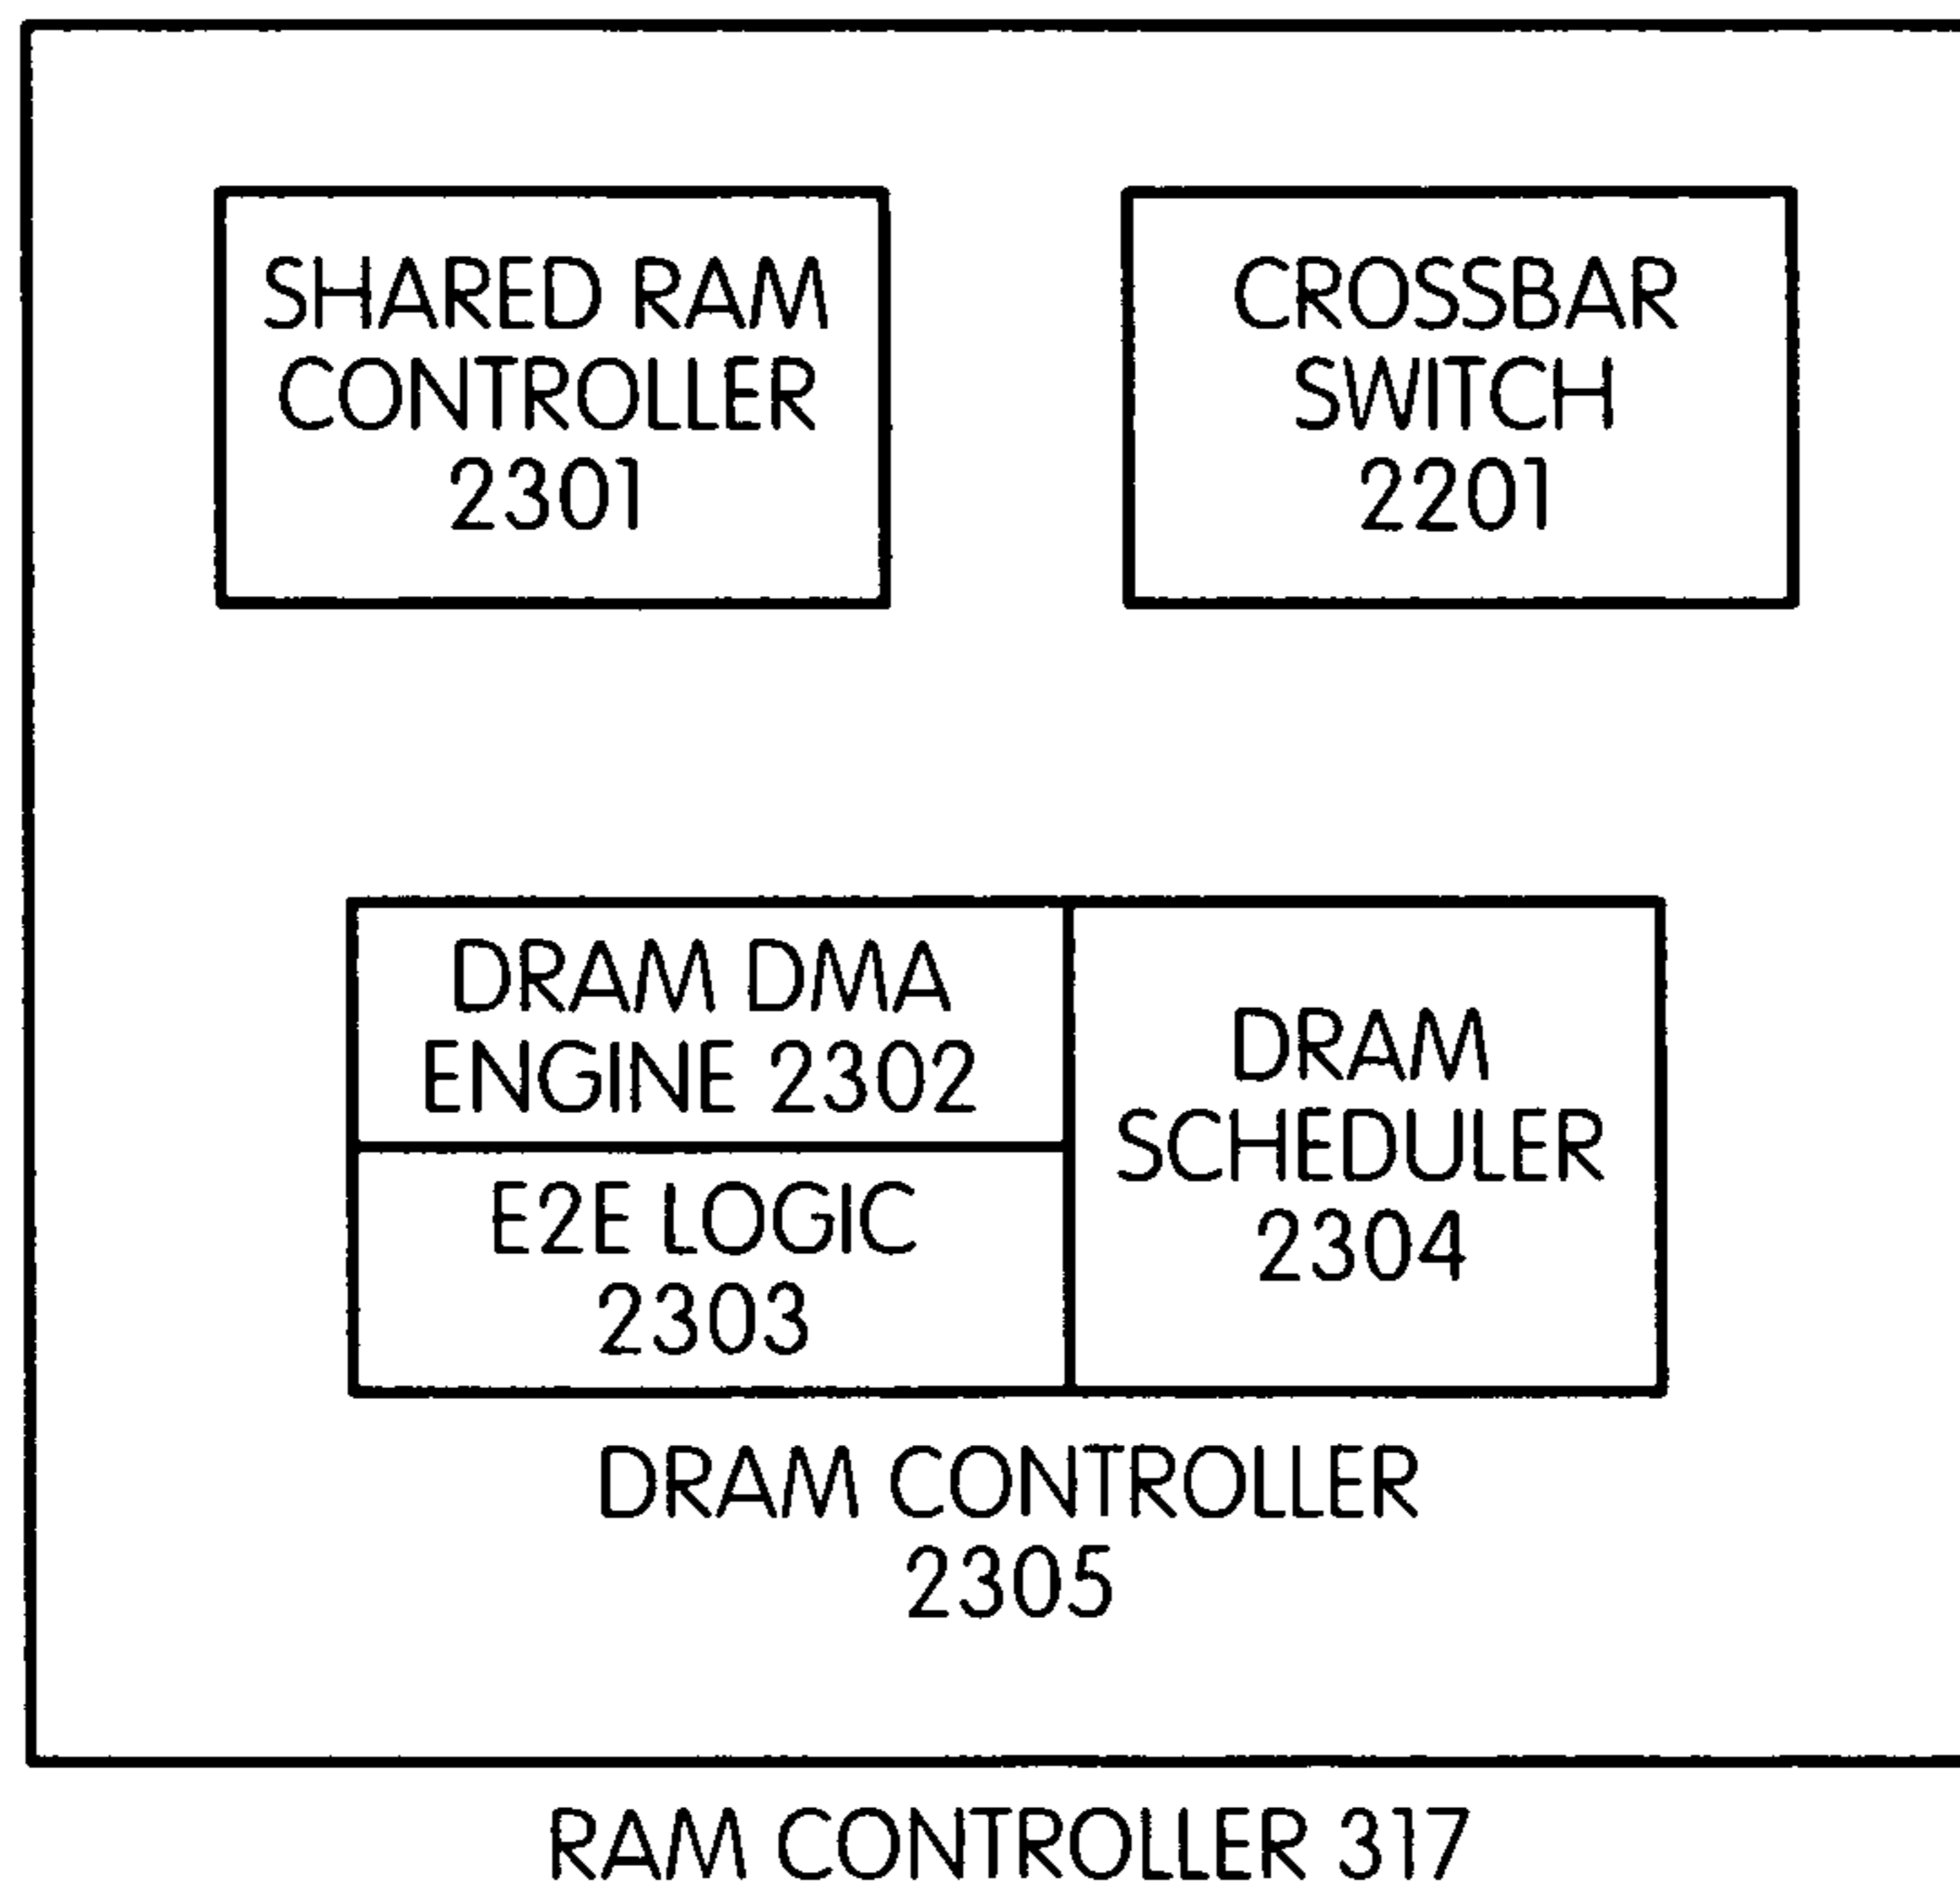 SHARED RAM
CONTROLLER
2301
CROSSBAR
SWITCH
2201
DRAM DMA
ENGINE 2302
E2E LOGIC
2303
DRAM
SCHEDULER
2304
DRAM CONTROLLER
2305
RAM CONTROLLER 317